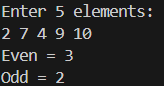 Enter 5 elements:
2 7 4 9 10
Even = 3
Odd = 2